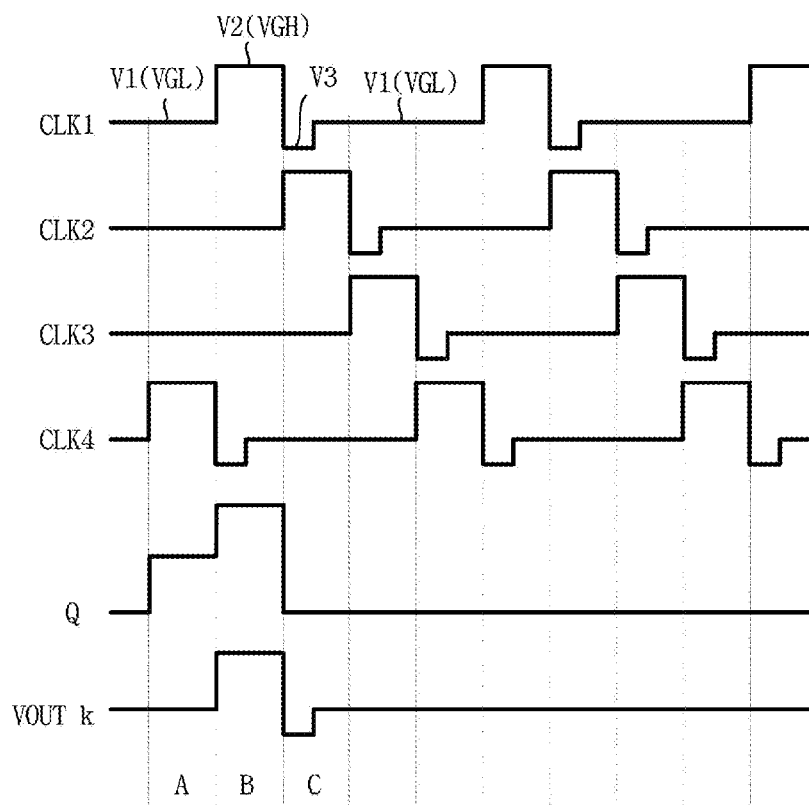 V2(VGH)
V1(VGL)
V3
V1(VGL)
CLK1
CLK2
CLK3
CLK4
Q
VOUT k
A B C